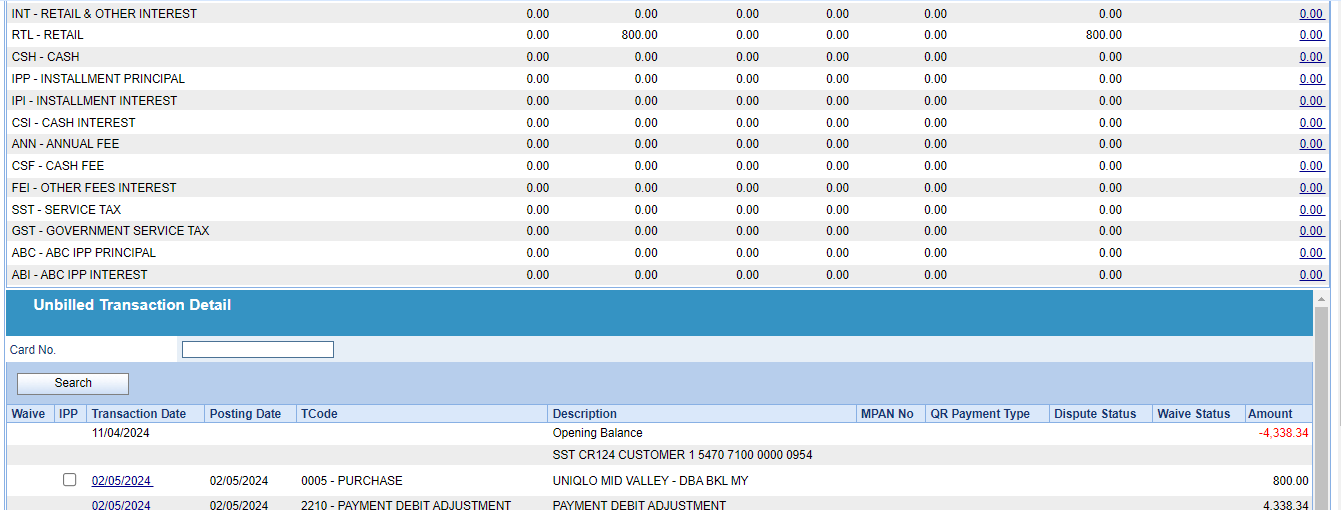 INT - RETAIL & OTHER INTEREST 0.00 0.00 0.00 0.00 0.00 0.00 0.00
RTL - RETAIL 0.00 800.00 0.00 0.00 0.00 800.00 0.00
CSH - CASH 0.00 0.00 0.00 0.00 0.00 0.00 0.00
IPP - INSTALLMENT PRINCIPAL 0.00 0.00 0.00 0.00 0.00 0.00 0.00
IPI - INSTALLMENT INTEREST 0.00 0.00 0.00 0.00 0.00 0.00 0.00
CSI - CASH INTEREST 0.00 0.00 0.00 0.00 0.00 0.00 0.00
ANN - ANNUAL FEE 0.00 0.00 0.00 0.00 0.00 0.00 0.00
CSF - CASH FEE 0.00 0.00 0.00 0.00 0.00 0.00 0.00
FEI - OTHER FEES INTEREST 0.00 0.00 0.00 0.00 0.00 0.00 0.00
SST - SERVICE TAX 0.00 0.00 0.00 0.00 0.00 0.00 0.00
GST - GOVERNMENT SERVICE TAX 0.00 0.00 0.00 0.00 0.00 0.00 0.00
ABC - ABC IPP PRINCIPAL 0.00 0.00 0.00 0.00 0.00 0.00 0.00
ABI - ABC IPP INTEREST 0.00 0.00 0.00 0.00 0.00 0.00 0.00
Unbilled Transaction Detail
Card No.
Search
Waive IPP Transaction Date Posting Date TCode Description MPAN No QR Payment Type Dispute Status Waive Status Amount
11/04/2024 Opening Balance -4,338.34
SST CR124 CUSTOMER 1 5470 7100 0000 0954
02/05/2024 02/05/2024 0005 - PURCHASE UNIQLO MID VALLEY - DBA BKL MY 800.00
02/05/2024 02/05/2024 2210 - PAYMENT DEBIT ADJUSTMENT PAYMENT DEBIT ADJUSTMENT 4,338.34